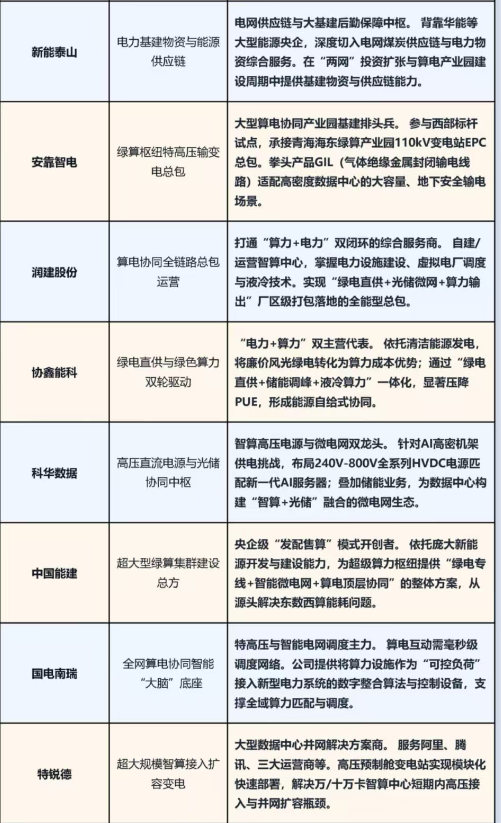 新能泰山
电力基建物资与能源
供应链
电网供应链与大基建后勤保障中枢。 背靠华能等
大型能源央企，深度切入电网煤炭供应链与电力物
资综合服务。在“两网”投资扩张与算电产业园建
设周期中提供基建物资与供应链能力。
安靠智电
绿算枢纽特高压输变
电总包
大型算电协同产业园基建排头兵。 参与西部标杆
试点，承接青海海东绿算产业园110kV变电站EPC
总包。拳头产品GIL（气体绝缘金属封闭输电线
路）适配高密度数据中心的大容量、地下安全输电
场景。
润建股份
算电协同全链路总包
运营
打通“算力+电力”双闭环的综合服务商。 自建/
运营智算中心，掌握电力设施建设、虚拟电厂调度
与液冷技术。实现“绿电直供+光储微网+算力输
出”厂区级打包落地的全能型总包。
协鑫能科
绿电直供与绿色算力
双轮驱动
“电力+算力”双主营代表。 依托清洁能源发电，
将廉价风光绿电转化为算力成本优势；通过“绿电
直供+储能调峰+液冷算力”一体化，显著压降
PUE，形成能源自给式协同。
科华数据
高压直流电源与光储
协同中枢
智算高压电源与微电网双龙头。 针对AI高密机架
供电挑战，布局240V-800V全系列HVDC电源匹
配新一代AI服务器；叠加储能业务，为数据中心构
建“智算+光储”融合的微电网生态。
中国能建
超大型绿算集群建设
总方
央企级“发配售算”模式开创者。 依托庞大新能
源开发与建设能力，为超级算力枢纽提供“绿电专
线+智能微电网+算电顶层协同”的整体方案，从
源头解决东数西算能耗问题。
国电南瑞
全网算电协同智能
“大脑”底座
特高压与智能电网调度主力。 算电互动需毫秒级
调度网络。公司提供将算力设施作为“可控负荷”
接入新型电力系统的数字整合算法与控制设备，支
撑全域算力匹配与调度。
特锐德
超大规模智算接入扩
容变电
大型数据中心并网解决方案商。 服务阿里、腾
讯、三大运营商等。高压预制舱变电站实现模块化
快速部署，解决万/十万卡智算中心短期内高压接
入与并网扩容瓶颈。